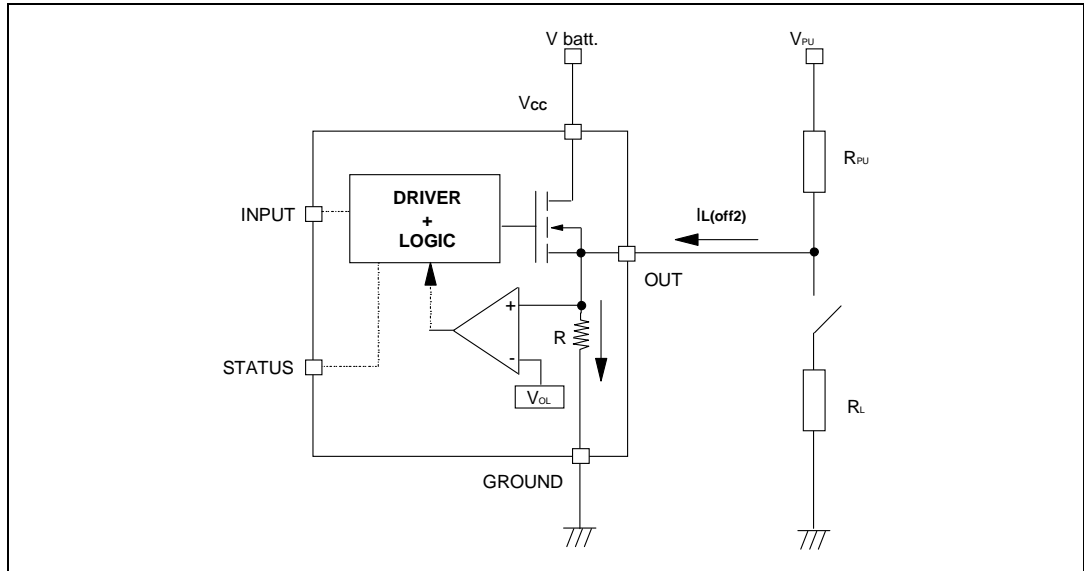 V batt.
VPU
VCC
RPU
DRIVER
+
LOGIC
INPUT
IL(off2)
OUT
+
R
-
STATUS
VOL
RL
GROUND